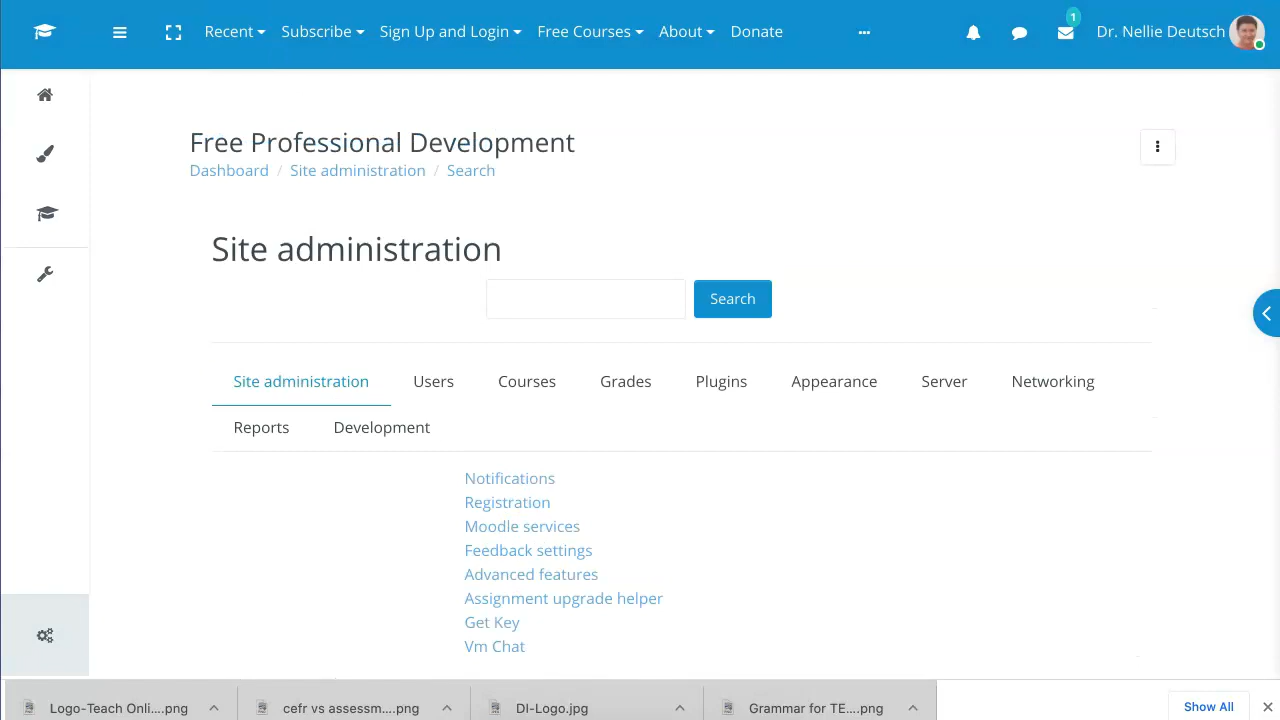 Recent Subscribe Sign Up and Login Free Courses About Donate ... 1 Dr. Nellie Deutsch
Free Professional Development
Dashboard / Site administration / Search
Site administration
Search
Site administration Users Courses Grades Plugins Appearance Server Networking
Reports Development
Notifications
Registration
Moodle services
Feedback settings
Advanced features
Assignment upgrade helper
Get Key
Vm Chat
Logo-Teach Onli....png cefr vs assessm....png DI-Logo.jpg Grammar for TE....png Show All